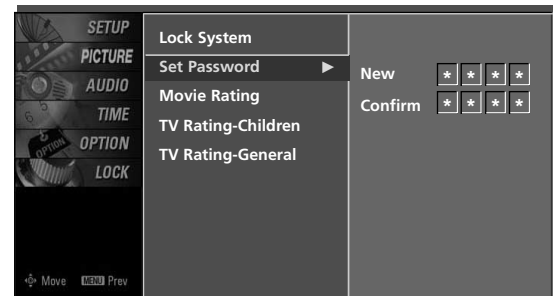 SETUP
PICTURE
AUDIO
TIME
OPTION
LOCK
Move MENU Prev
Lock System
Set Password ►
Movie Rating
TV Rating-Children
TV Rating-General
New * * * *
Confirm * * * *